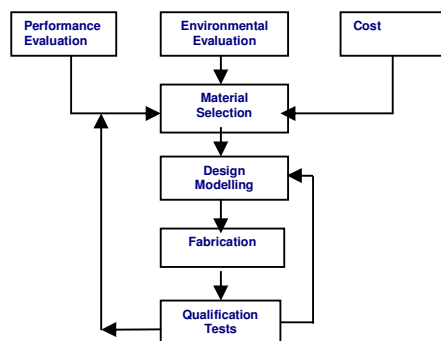 Performance
Evaluation
Environmental
Evaluation
Cost
Material
Selection
Design
Modelling
Fabrication
Qualification
Tests